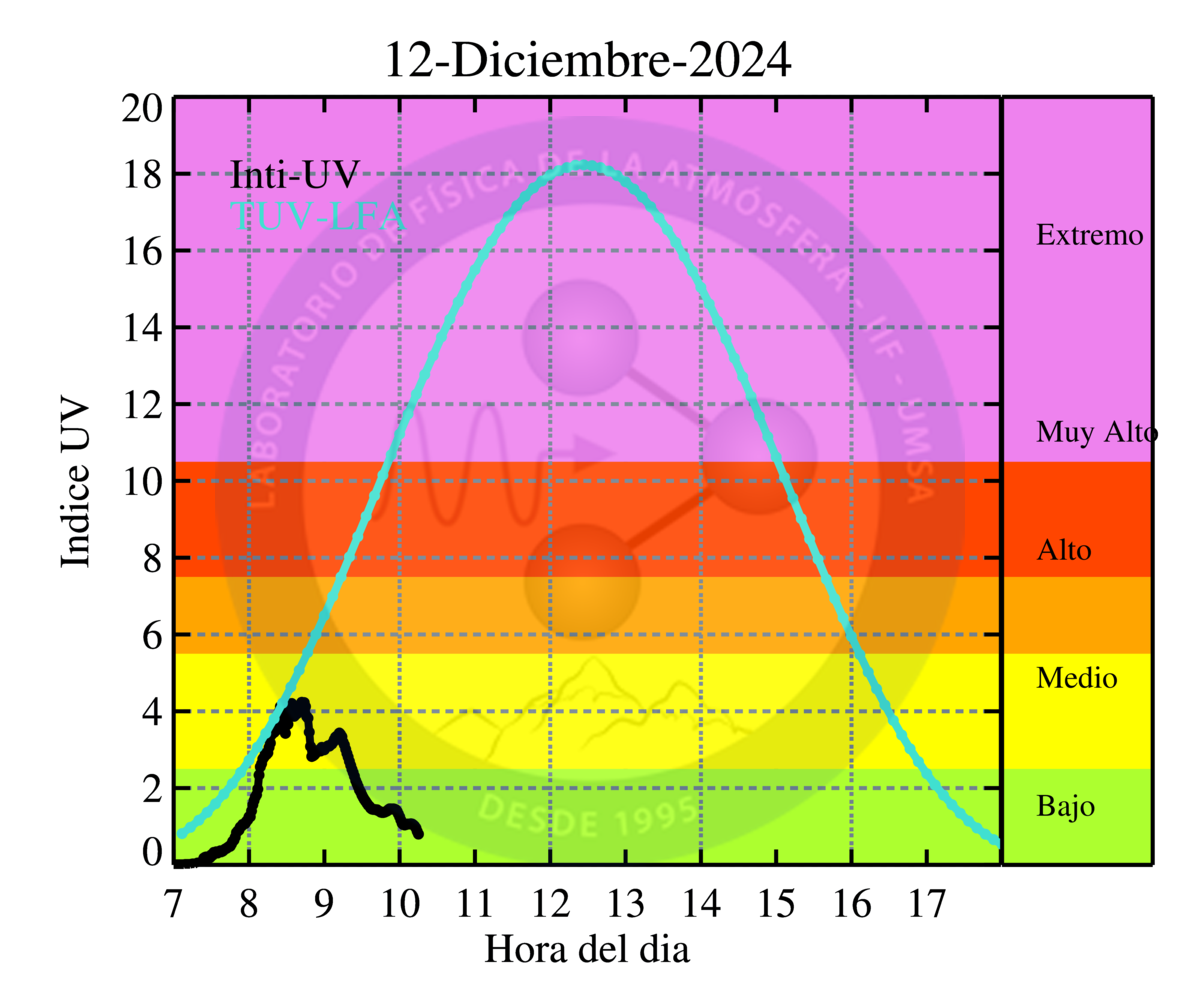 12-Diciembre-2024
20
18
16
14
12
10
8
6
4
2
0
Indice UV
Inti-UV
TUV-LFA
LABORATORIO DE FÍSICA DE LA ATMÓSFERA - IIF - UMSA
DESDE 1995
Extremo
Muy Alto
Alto
Medio
Bajo
7 8 9 10 11 12 13 14 15 16 17
Hora del dia